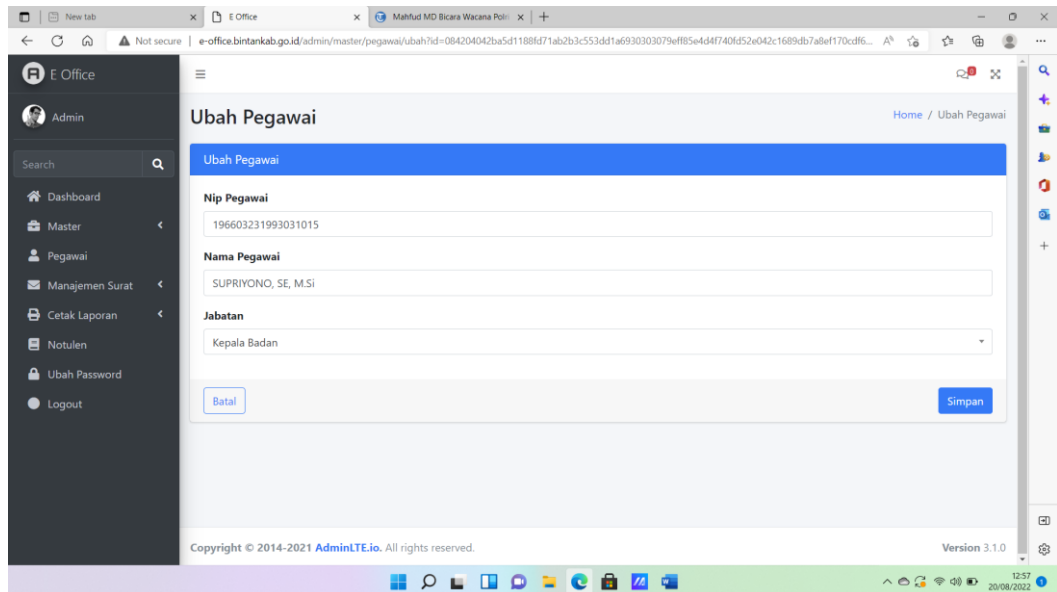 New tab
E Office
Mahfud MD Bicara Wacana Polri
Not secure
e-office.bintankab.go.id/admin/master/pegawai/ubah?id=084204042ba5d1188fd71ab2b3c553dd1a6930303079eff85e4d4f740fd52e042c1689db7a8ef170cdf6...
E Office
Admin
Ubah Pegawai
Home / Ubah Pegawai
Search
Ubah Pegawai
Dashboard
Nip Pegawai
Master
196603231993031015
Pegawai
Nama Pegawai
Manajemen Surat
SUPRIYONO, SE, M.Si
Cetak Laporan
Jabatan
Notulen
Kepala Badan
Ubah Password
Logout
Batal
Simpan
Copyright © 2014-2021 AdminLTE.io. All rights reserved.
Version 3.1.0
12:57
20/08/2022